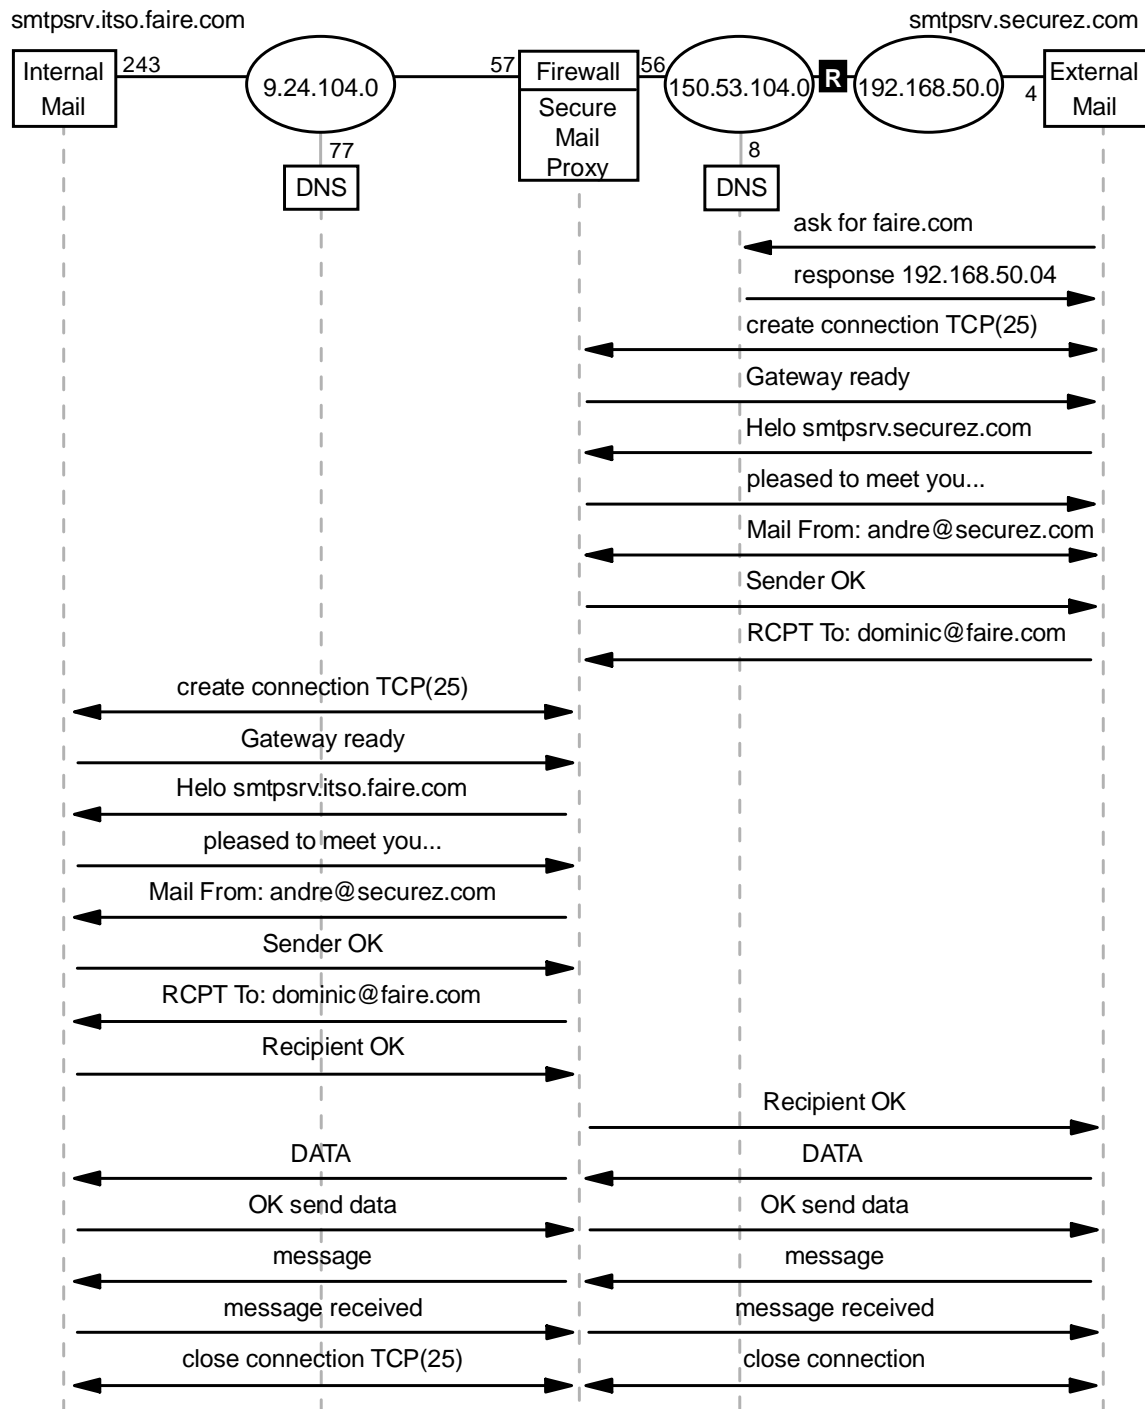 smtpsrv.itso.faire.com
smtpsrv.securez.com
Internal
Mail
243
9.24.104.0
57
Firewall
Secure
Mail
Proxy
56
150.53.104.0
R
192.168.50.0
4
External
Mail
77
DNS
8
DNS
ask for faire.com
response 192.168.50.04
create connection TCP(25)
Gateway ready
Helo smtpsrv.securez.com
pleased to meet you...
Mail From: andre@securez.com
Sender OK
RCPT To: dominic@faire.com
create connection TCP(25)
Gateway ready
Helo smtpsrv.itso.faire.com
pleased to meet you...
Mail From: andre@securez.com
Sender OK
RCPT To: dominic@faire.com
Recipient OK
Recipient OK
DATA
DATA
OK send data
OK send data
message
message
message received
message received
close connection TCP(25)
close connection